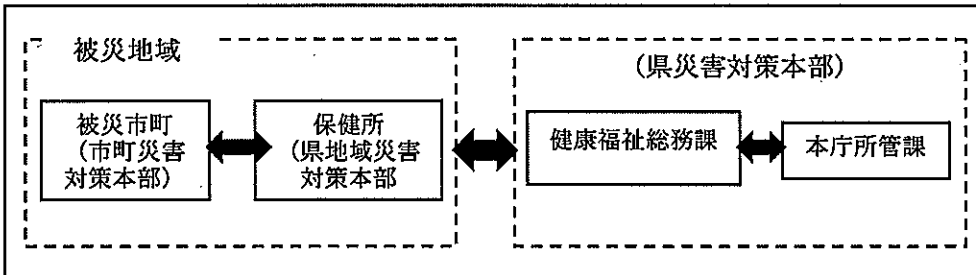 被災地域
被災市町
（市町災害
対策本部）
保健所
（県地域災害
対策本部
（県災害対策本部）
健康福祉総務課
本庁所管課